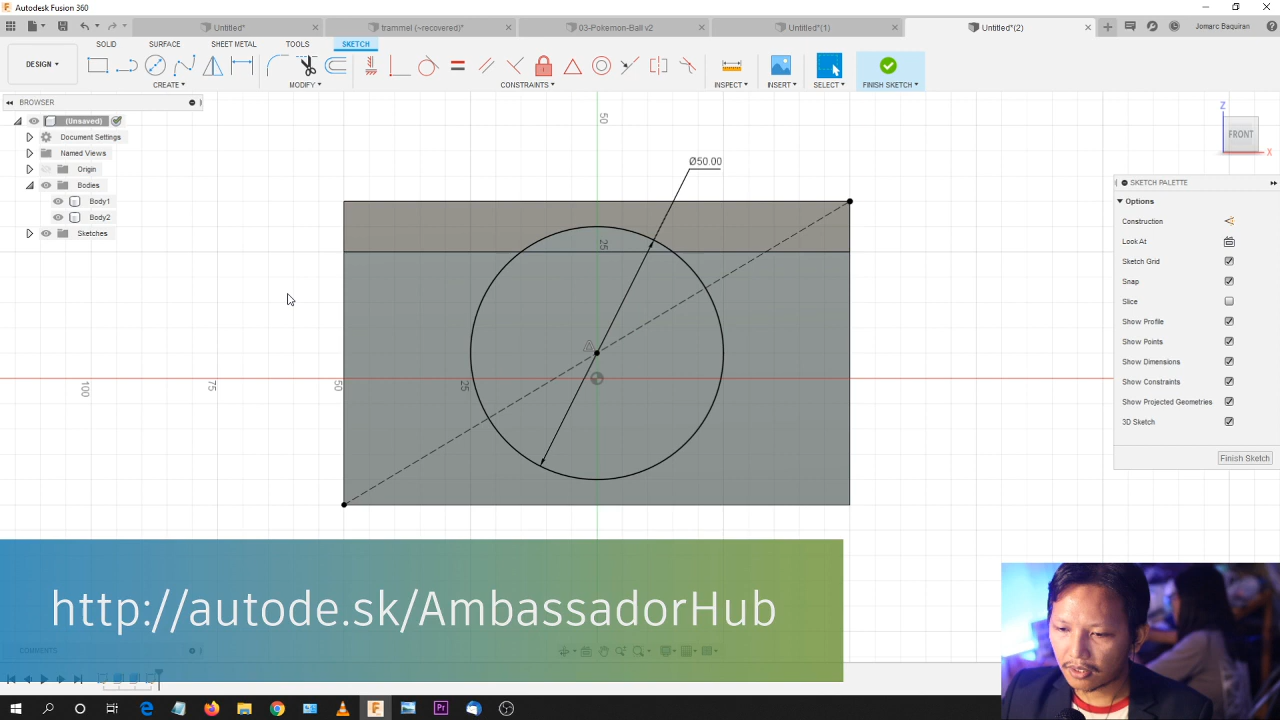 Autodesk Fusion 360
Untitled*
trammel (~recovered)*
03-Pokemon-Ball v2
Untitled*(1)
Untitled*(2)
Jomarc Baquiran
DESIGN
SOLID
SURFACE
SHEET METAL
TOOLS
SKETCH
CREATE
MODIFY
CONSTRAINTS
INSPECT
INSERT
SELECT
FINISH SKETCH
BROWSER
(Unsaved)
Document Settings
Named Views
Origin
Bodies
Body1
Body2
Sketches
50
Ø50.00
25
100
75
50
25
Z
FRONT
X
SKETCH PALETTE
Options
Construction
Look At
Sketch Grid
Snap
Slice
Show Profile
Show Points
Show Dimensions
Show Constraints
Show Projected Geometries
3D Sketch
Finish Sketch
http://autode.sk/AmbassadorHub
COMMENTS